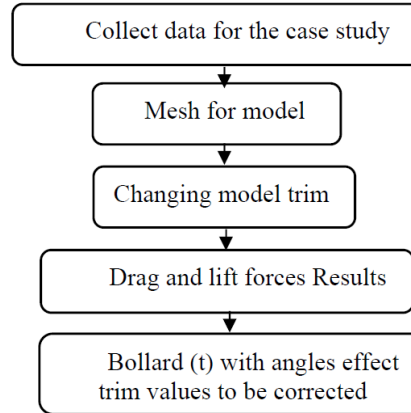 Collect data for the case study
Mesh for model
Changing model trim
Drag and lift forces Results
Bollard (t) with angles effect
trim values to be corrected